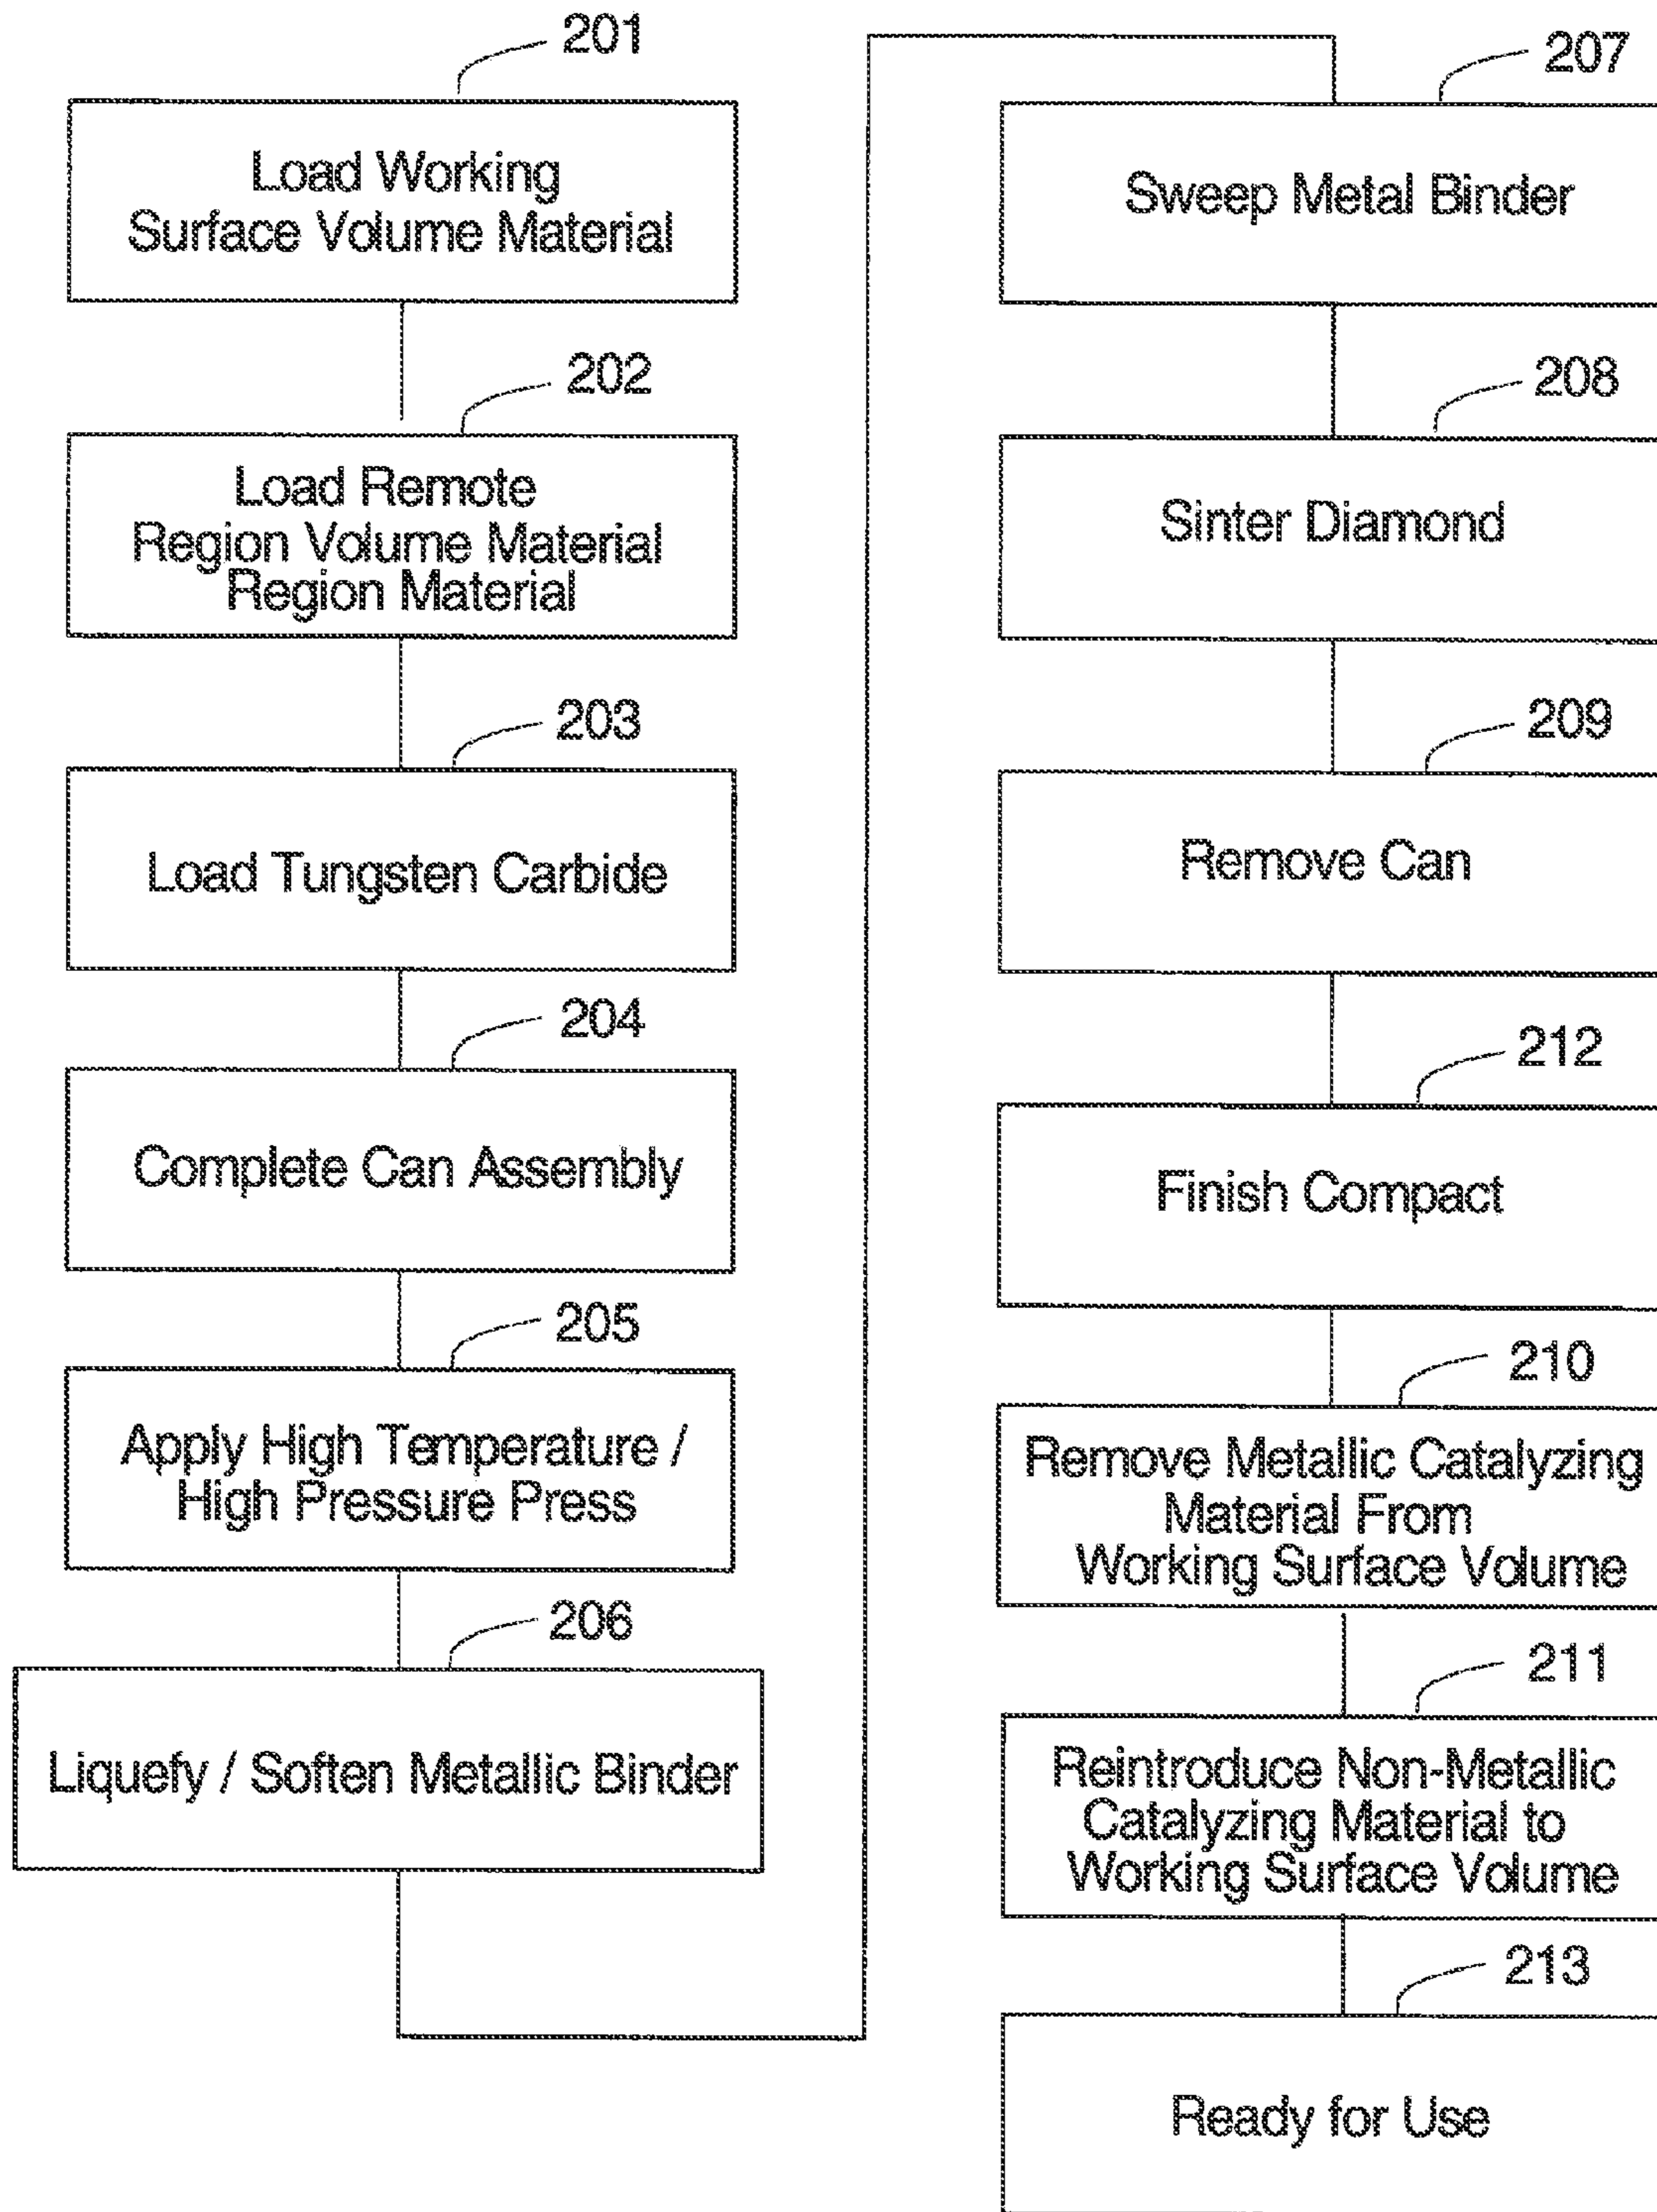 201
Load Working
Surface Volume Material
202
Load Remote
Region Volume Material
Region Material
203
Load Tungsten Carbide
204
Complete Can Assembly
205
Apply High Temperature /
High Pressure Press
206
Liquefy / Soften Metallic Binder
207
Sweep Metal Binder
208
Sinter Diamond
209
Remove Can
212
Finish Compact
210
Remove Metallic Catalyzing
Material From
Working Surface Volume
211
Reintroduce Non-Metallic
Catalyzing Material to
Working Surface Volume
213
Ready for Use